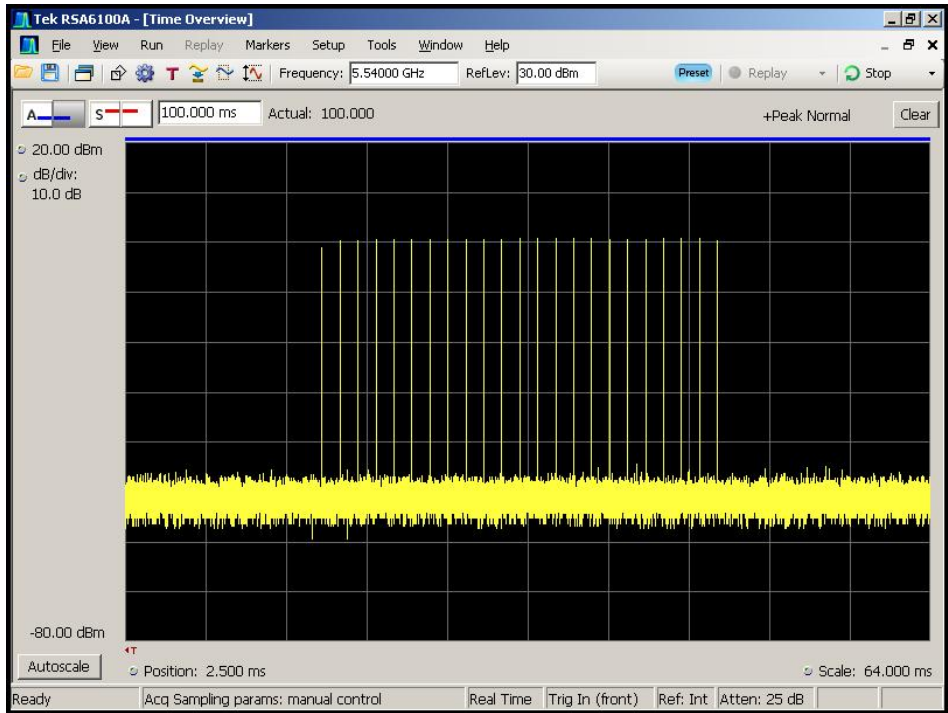 Tek RSA6100A - [Time Overview]
File View Run Replay Markers Setup Tools Window Help
T Frequency: 5.54000 GHz RefLev: 30.00 dBm Preset Replay Stop
A S 100.000 ms Actual: 100.000 +Peak Normal Clear
20.00 dBm
dB/div:
10.0 dB
-80.00 dBm
T
Autoscale Position: 2.500 ms Scale: 64.000 ms
Ready Acq Sampling params: manual control Real Time Trig In (front) Ref: Int Atten: 25 dB